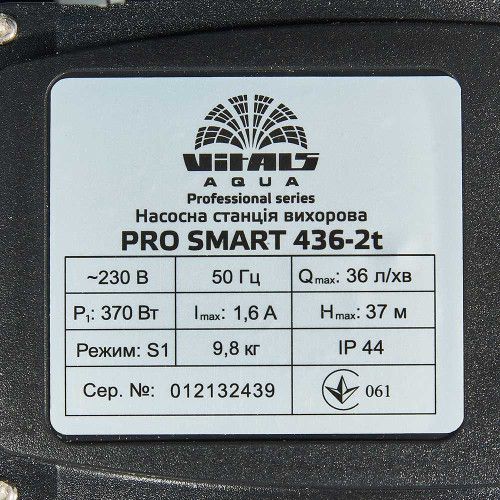 VITALS
AQUA
Professional series
Насосна станція вихорова
PRO SMART 436-2t
~230 В 50 Гц Qmax: 36 л/хв
P₁: 370 Вт Imax: 1,6 А Hmax: 37 м
Режим: S1 9,8 кг IP 44
Сер. №: 012132439 061